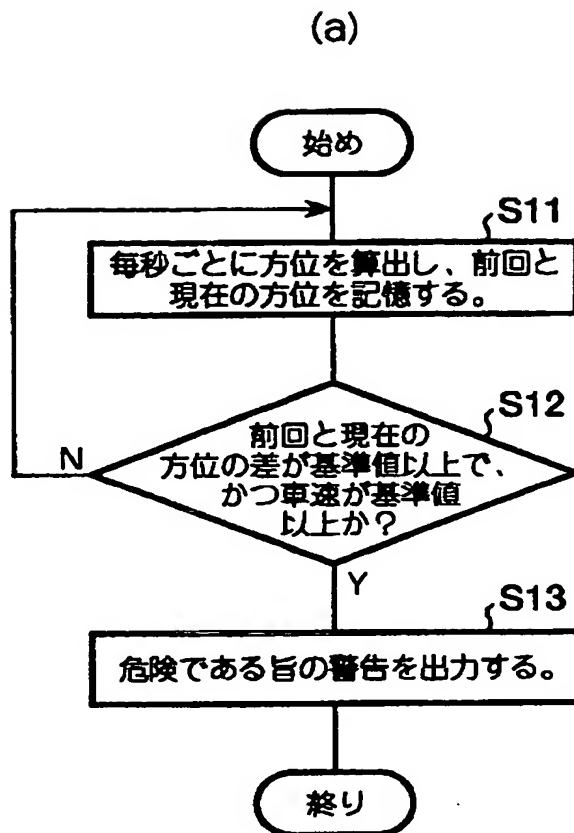 (a)
始め
S11
毎秒ごとに方位を算出し、前回と
現在の方位を記憶する。
S12
前回と現在の
方位の差が基準値以上で、
かつ車速が基準値
以上か?
N
Y
S13
危険である旨の警告を出力する。
終り